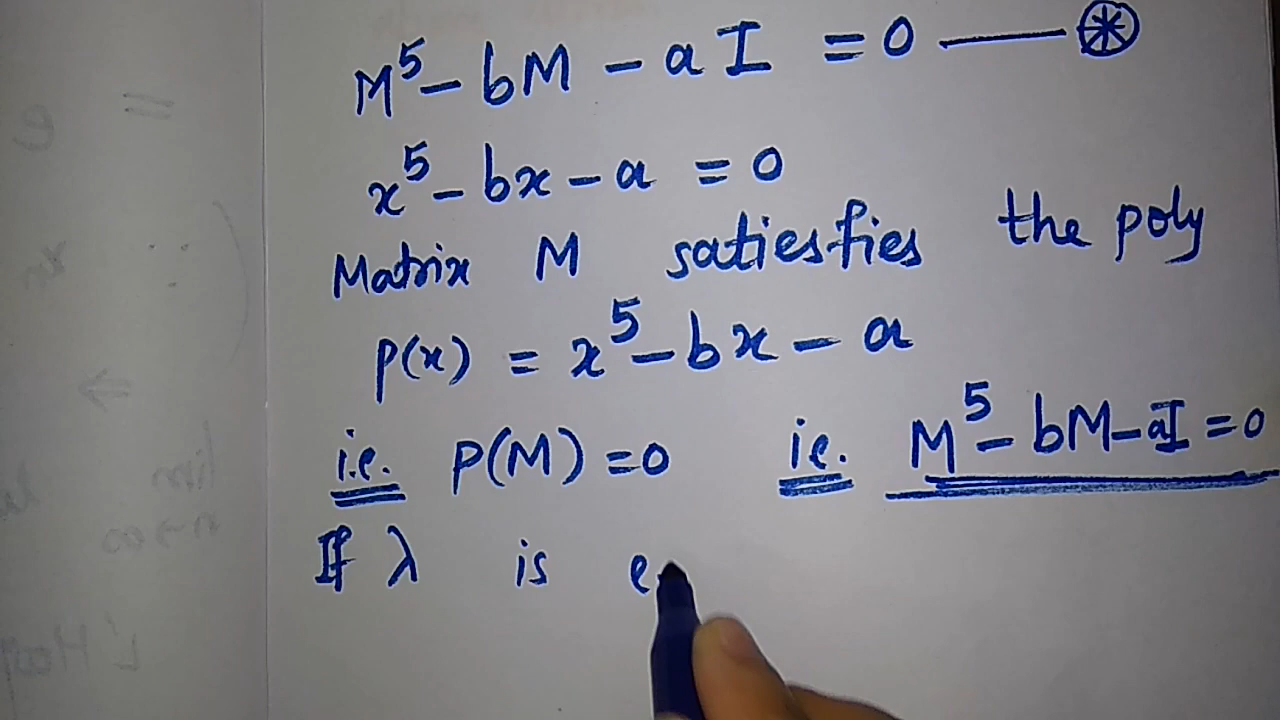 M⁵ - bM - aI = 0 —— ⊛
x⁵ - bx - a = 0
Matrix M satiesfies the poly
p(x) = x⁵ - bx - a
i.e. P(M) = 0 ie. M⁵ - bM - aI = 0
If λ is e